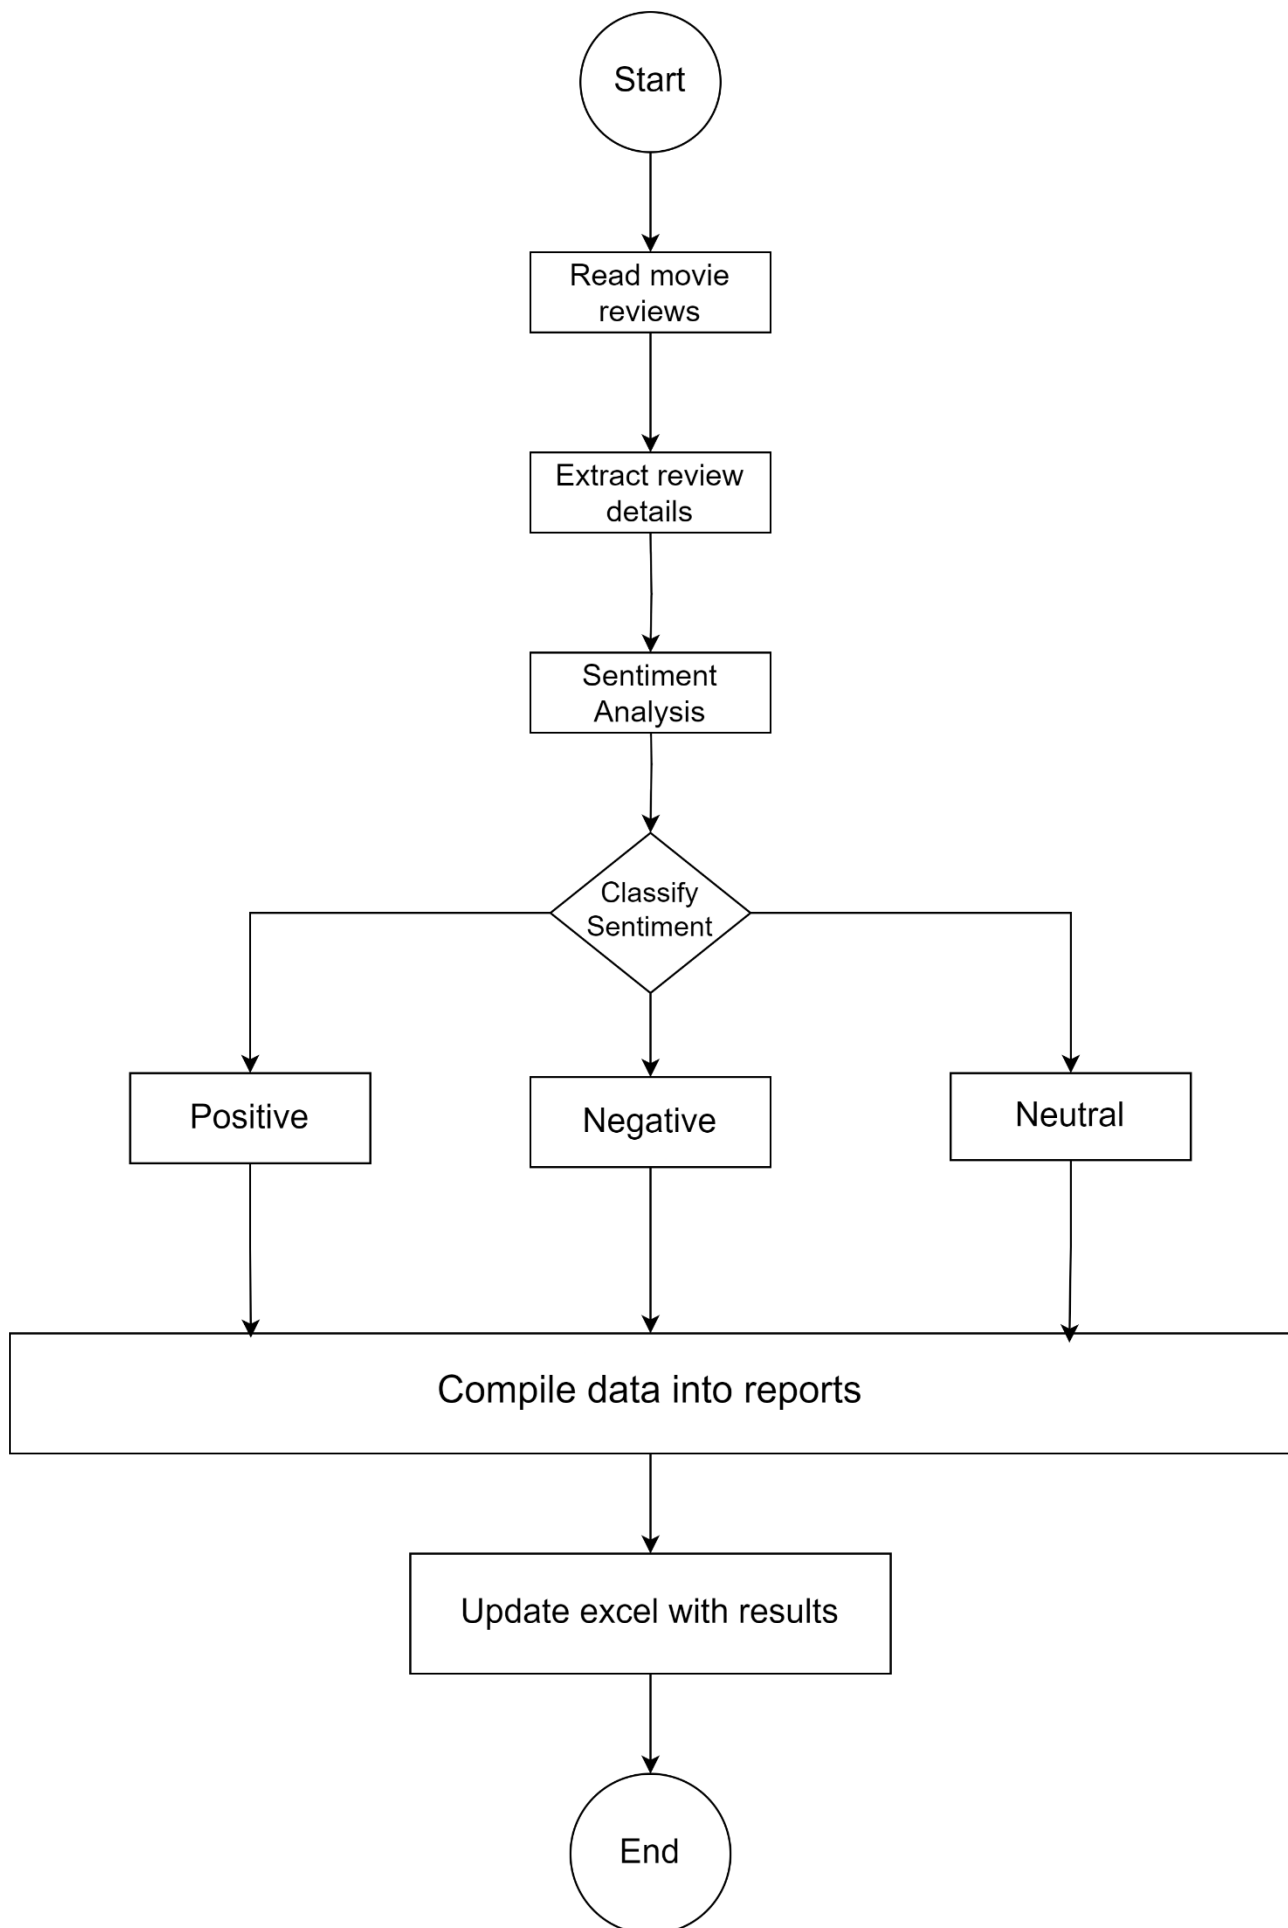 Start
Read movie
reviews
Extract review
details
Sentiment
Analysis
Classify
Sentiment
Positive
Negative
Neutral
Compile data into reports
Update excel with results
End